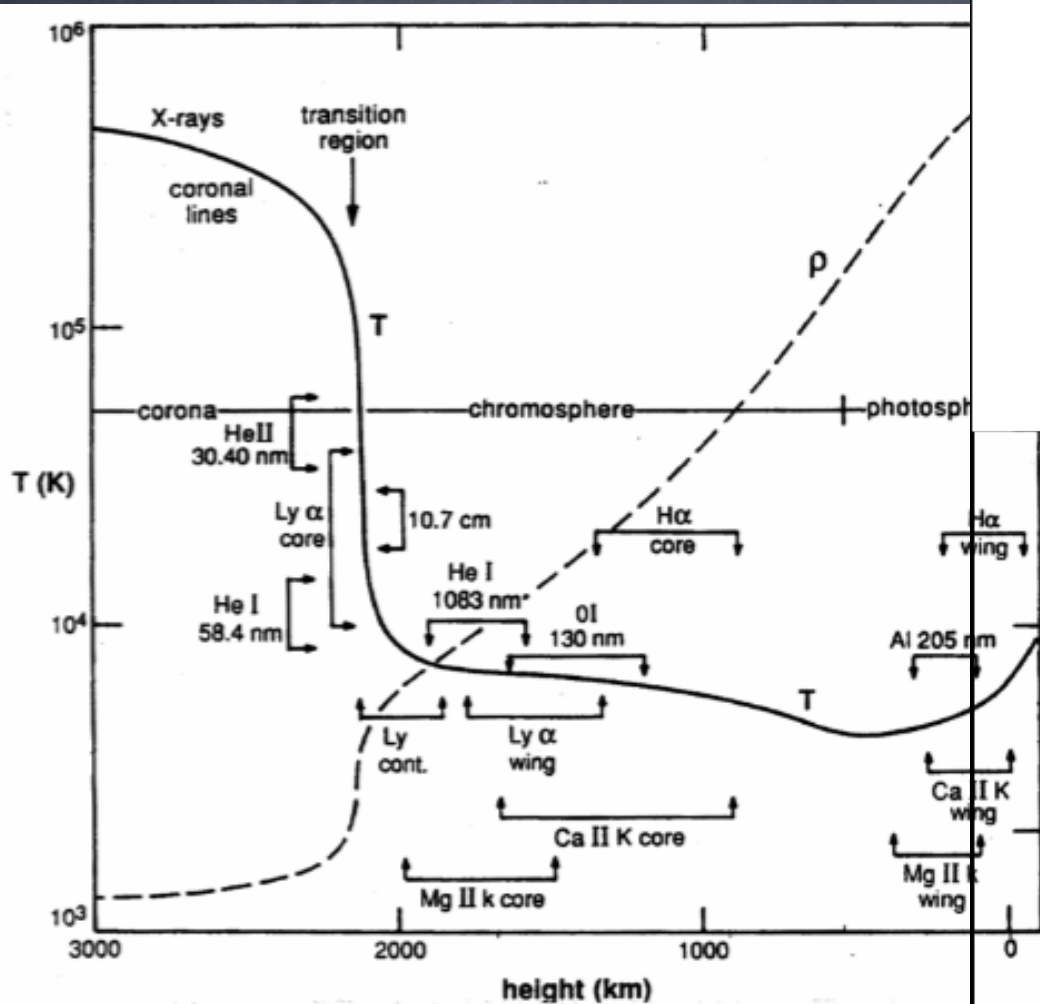 10⁶
X-rays
transition
region
coronal
lines
ρ
10⁵
T
corona
chromosphere
photosph
He II
30.40 nm
T (K)
Ly α
core
10.7 cm
Hα
core
Hα
wing
He I
1083 nm
He I
58.4 nm
OI
130 nm
10⁴
Al 205 nm
T
Ly
cont.
Ly α
wing
Ca II K
wing
Ca II K core
Mg II k core
Mg II k
wing
10³
3000
2000
1000
0
height (km)